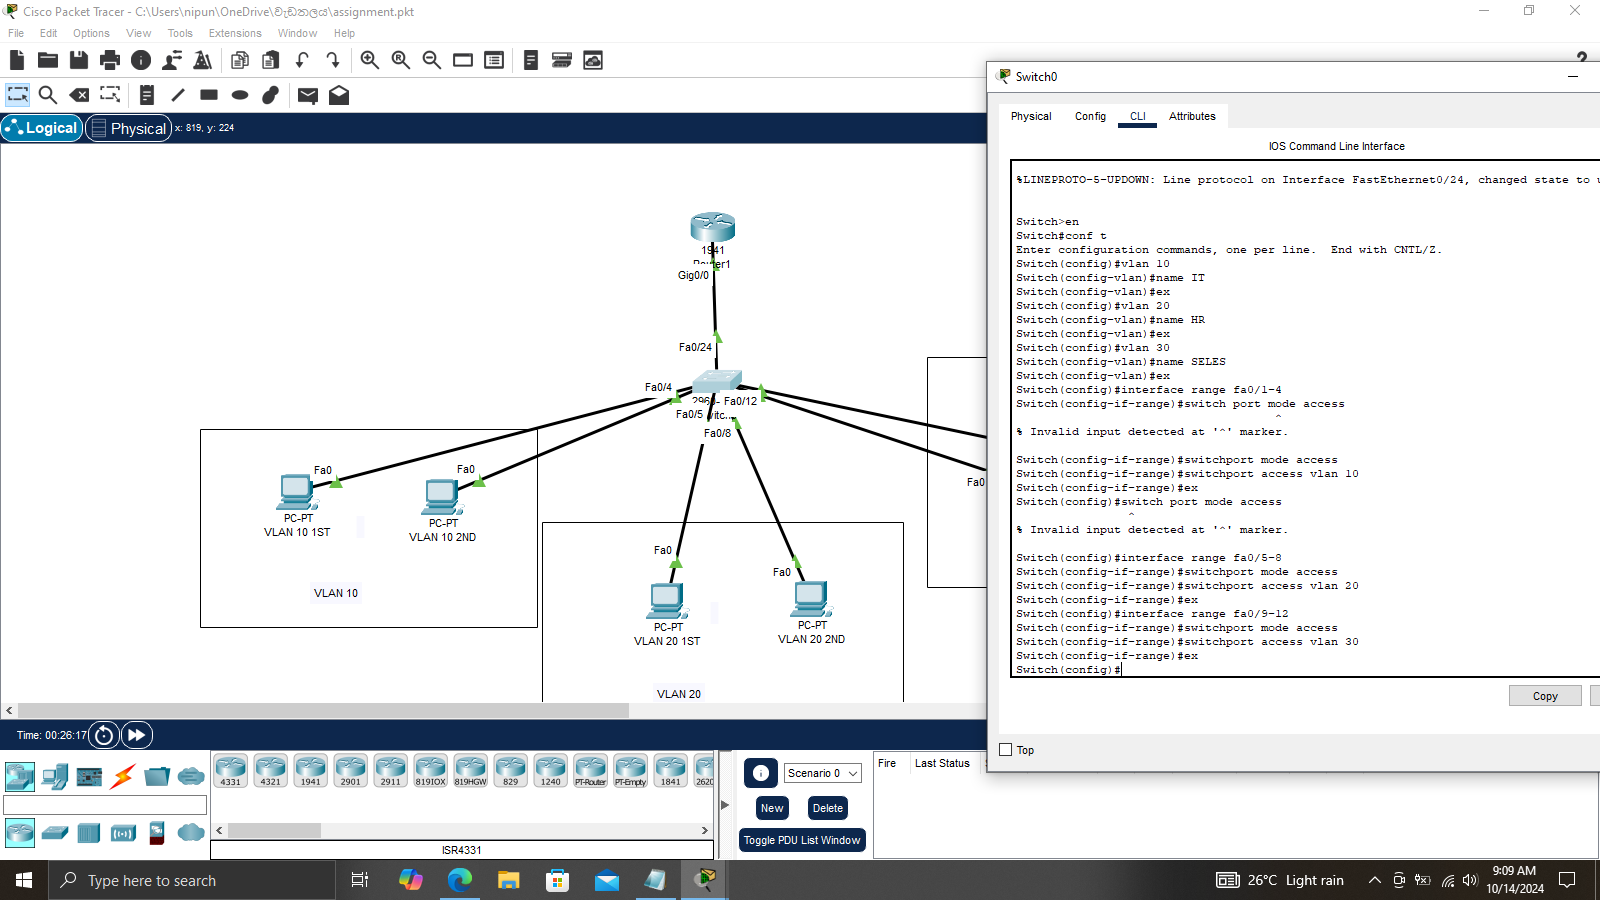 Cisco Packet Tracer - C:\Users\nipun\OneDrive\වැඩතලය\assignment.pkt
File Edit Options View Tools Extensions Window Help
?
Logical
Physical
x: 819, y: 224
1941
Router1
Gig0/0
Fa0/24
Fa0/4
Fa0/12
Fa0/5
Fa0/8
Fa0
Fa0
Fa0
PC-PT
VLAN 10 1ST
PC-PT
VLAN 10 2ND
Fa0
Fa0
VLAN 10
PC-PT
VLAN 20 1ST
PC-PT
VLAN 20 2ND
VLAN 20
Switch0
Physical Config CLI Attributes
IOS Command Line Interface
%LINEPROTO-5-UPDOWN: Line protocol on Interface FastEthernet0/24, changed state to
Switch>en
Switch#conf t
Enter configuration commands, one per line.  End with CNTL/Z.
Switch(config)#vlan 10
Switch(config-vlan)#name IT
Switch(config-vlan)#ex
Switch(config)#vlan 20
Switch(config-vlan)#name HR
Switch(config-vlan)#ex
Switch(config)#vlan 30
Switch(config-vlan)#name SELES
Switch(config-vlan)#ex
Switch(config)#interface range fa0/1-4
Switch(config-if-range)#switch port mode access
^
% Invalid input detected at '^' marker.
Switch(config-if-range)#switchport mode access
Switch(config-if-range)#switchport access vlan 10
Switch(config-if-range)#ex
Switch(config)#switch port mode access
^
% Invalid input detected at '^' marker.
Switch(config)#interface range fa0/5-8
Switch(config-if-range)#switchport mode access
Switch(config-if-range)#switchport access vlan 20
Switch(config-if-range)#ex
Switch(config)#interface range fa0/9-12
Switch(config-if-range)#switchport mode access
Switch(config-if-range)#switchport access vlan 30
Switch(config-if-range)#ex
Switch(config)#
Copy
Top
Time: 00:26:17
4331 4321 1941 2901 2911 819IOX 819HGW 829 1240 PT-Router PT-Empty 1841 2620
ISR4331
Scenario 0
New Delete
Toggle PDU List Window
Fire Last Status
Type here to search
26°C Light rain
9:09 AM
10/14/2024